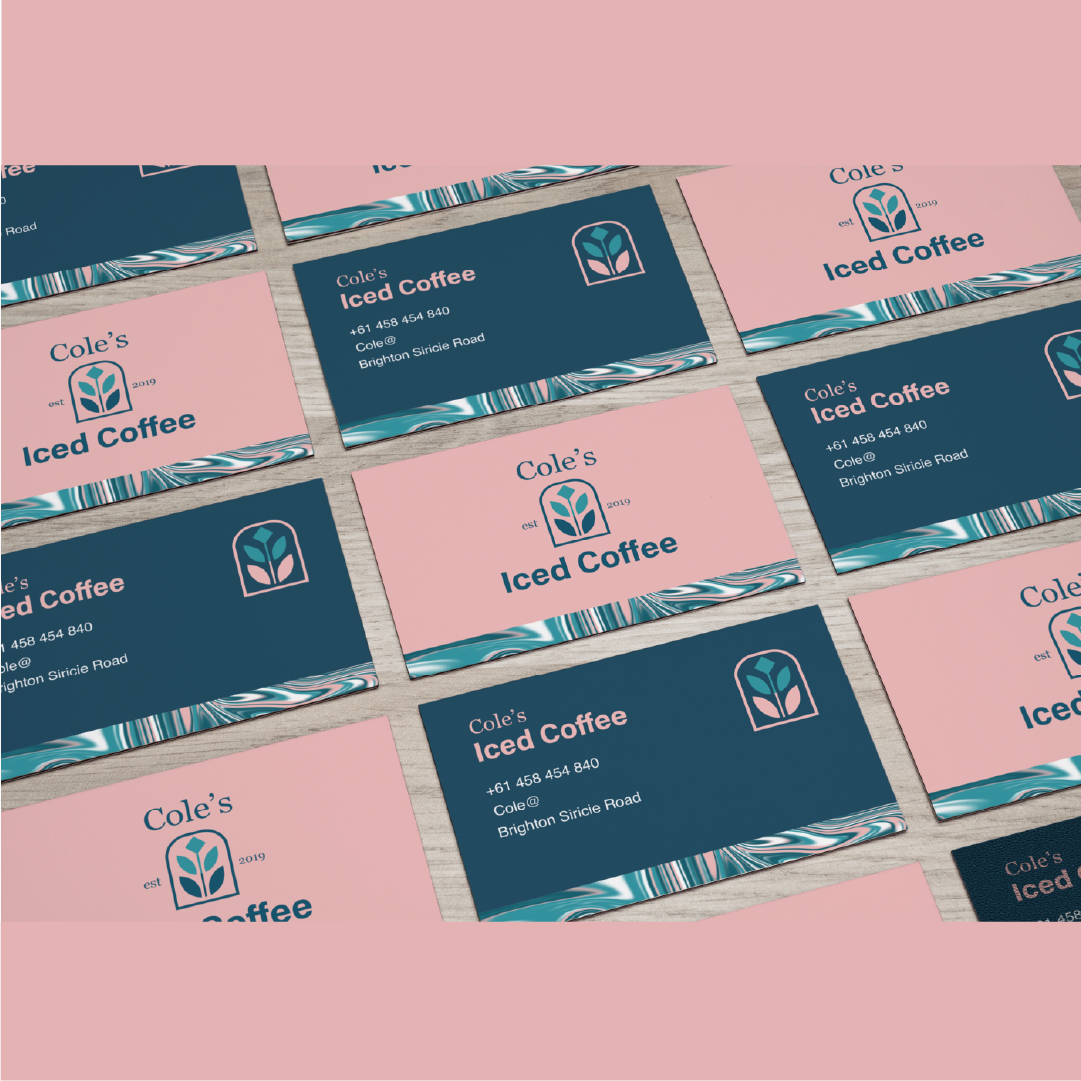 Road
Cole's
Iced Coffee
+61 458 454 840
Cole@
Brighton Siricie Road
Cole's
est 2019
Iced Coffee
Cole's
est 2019
Iced Coffee
Cole's
est 2019
Iced Coffee
Cole's
Iced Coffee
+61 458 454 840
Cole@
Brighton Siricie Road
Coffee
458 454 840
Road
Cole's
Iced Coffee
+61 458 454 840
Cole@
Brighton Siricie Road
Cole
est
Iced
Cole's
est 2019
Coffee
Cole's
Iced